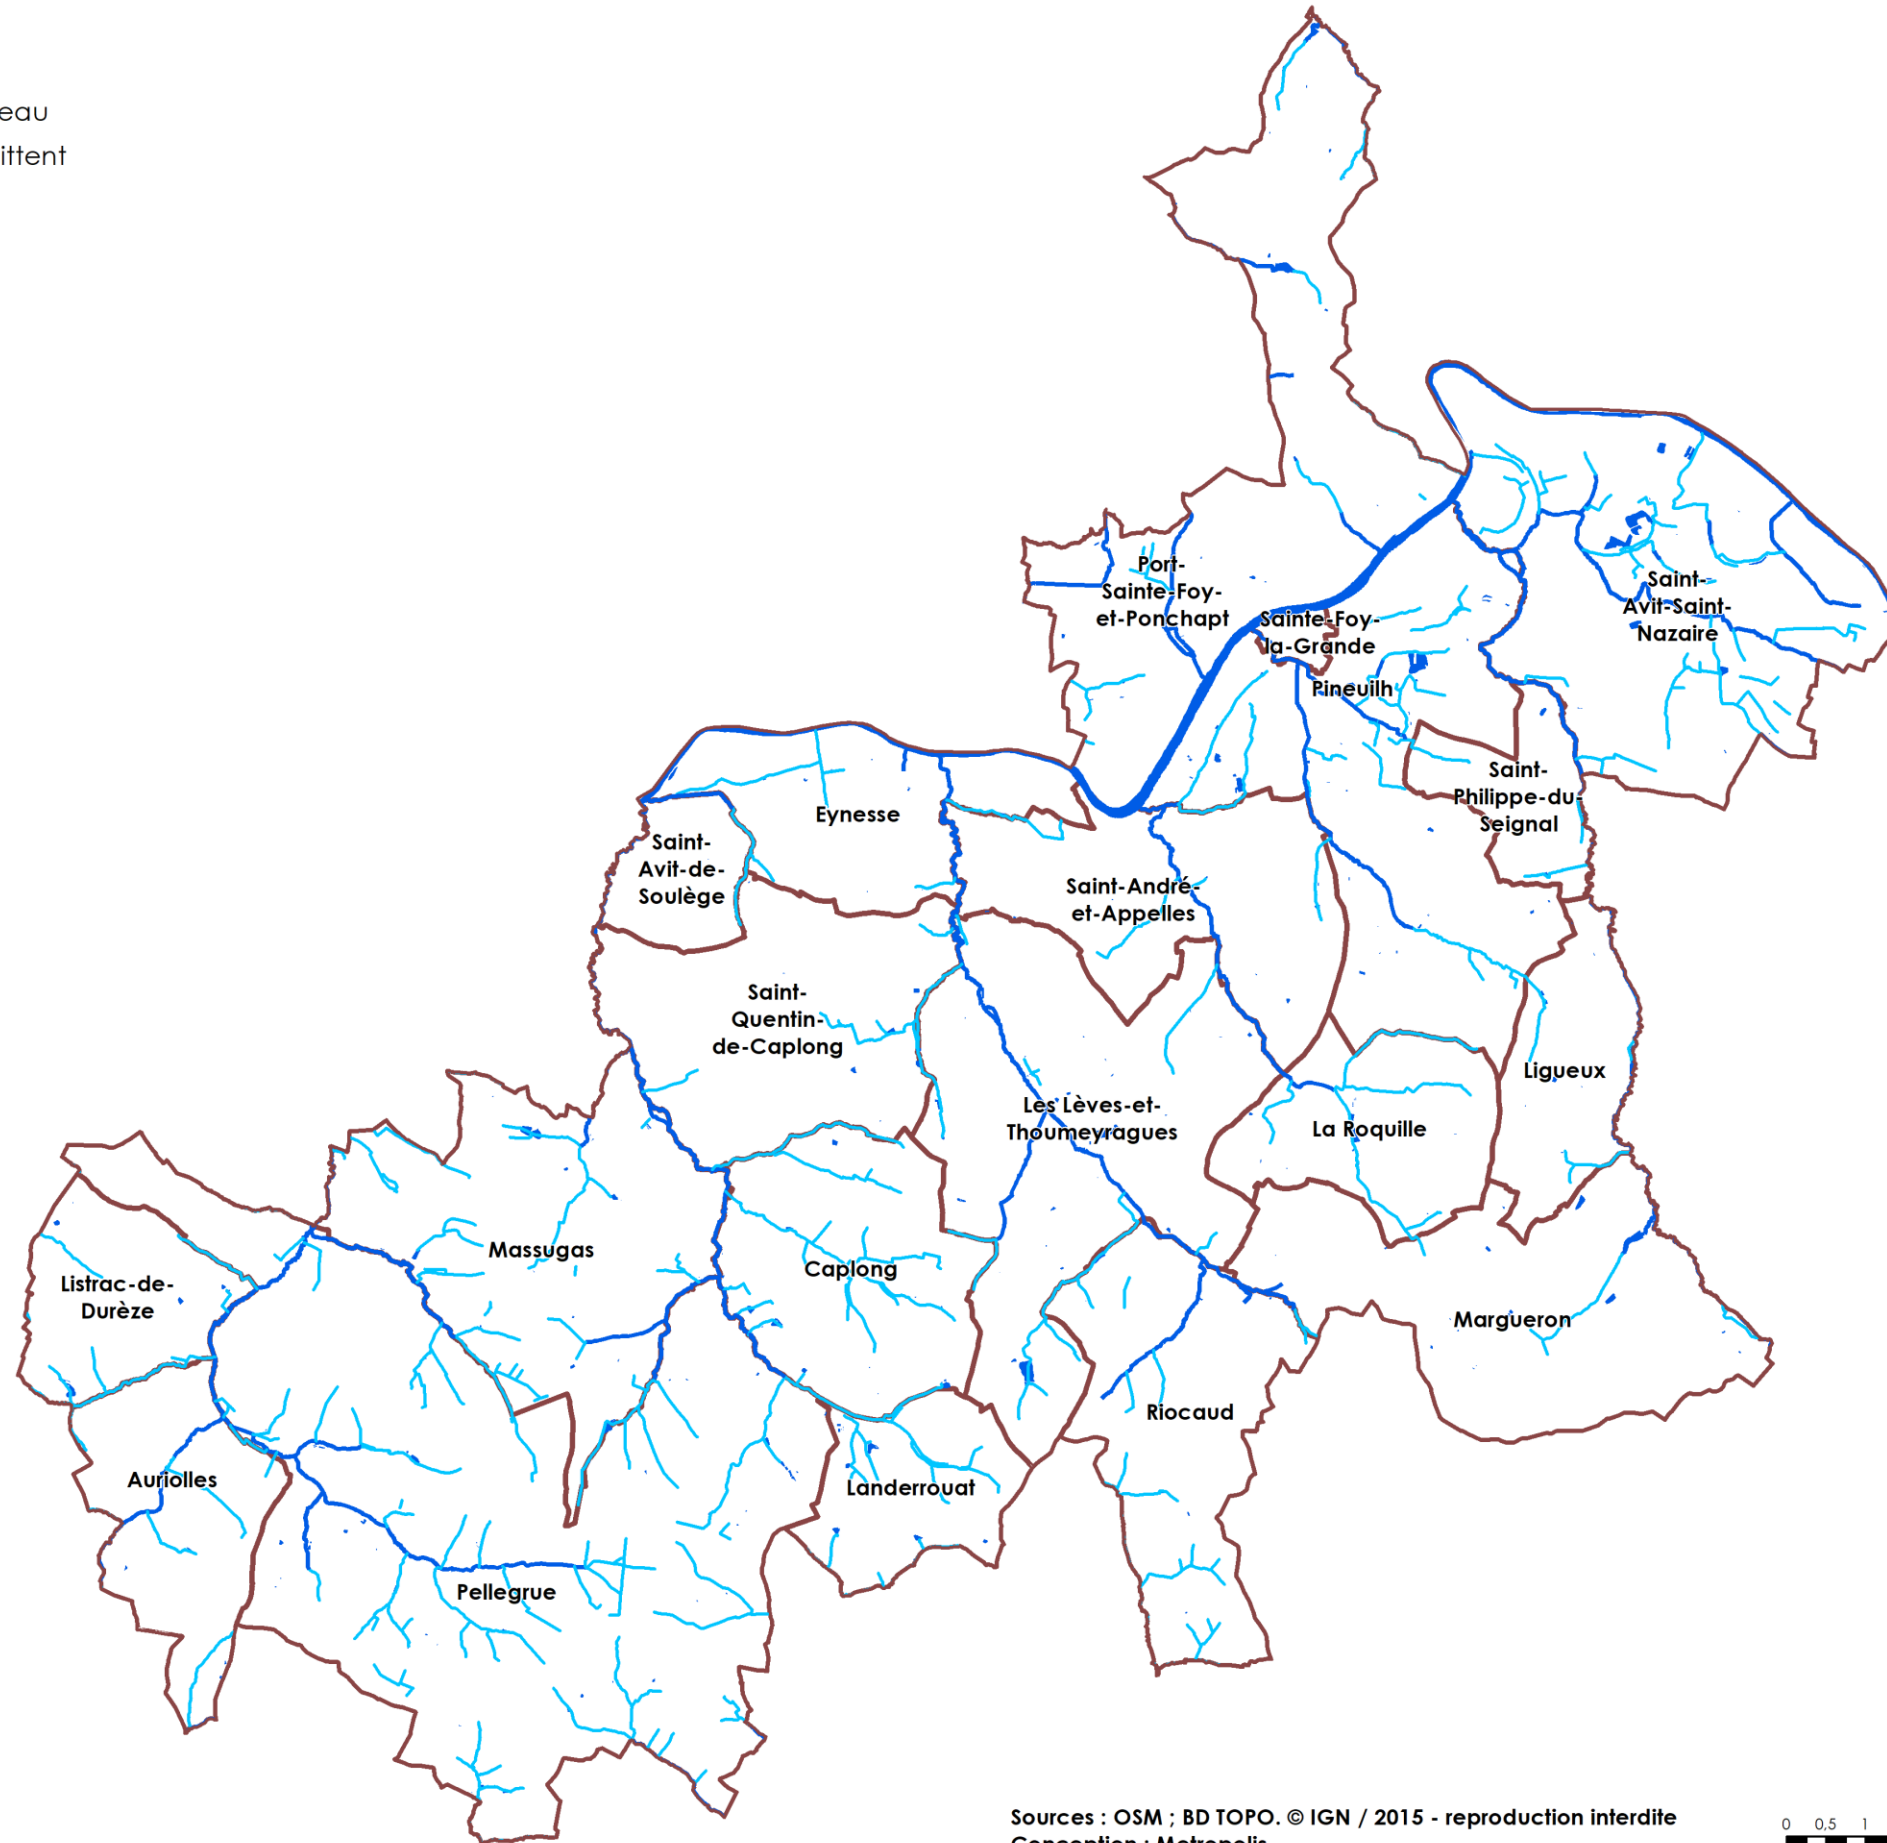 eau
ittent
Port-
Sainte-Foy-
et-Ponchapt
Sainte-Foy-
la-Grande
Pineuilh
Saint-
Avit-Saint-
Nazaire
Saint-
Philippe-du-
Seignal
Eynesse
Saint-
Avit-de-
Soulège
Saint-André-
et-Appelles
Saint-
Quentin-
de-Caplong
Les Lèves-et-
Thoumeyragues
Ligueux
La Roquille
Massugas
Listrac-de-
Durèze
Caplong
Margueron
Riocaud
Auriolles
Landerrouat
Pellegrue
Sources : OSM ; BD TOPO. © IGN / 2015 - reproduction interdite
Conception : Metropolis
0 0,5 1